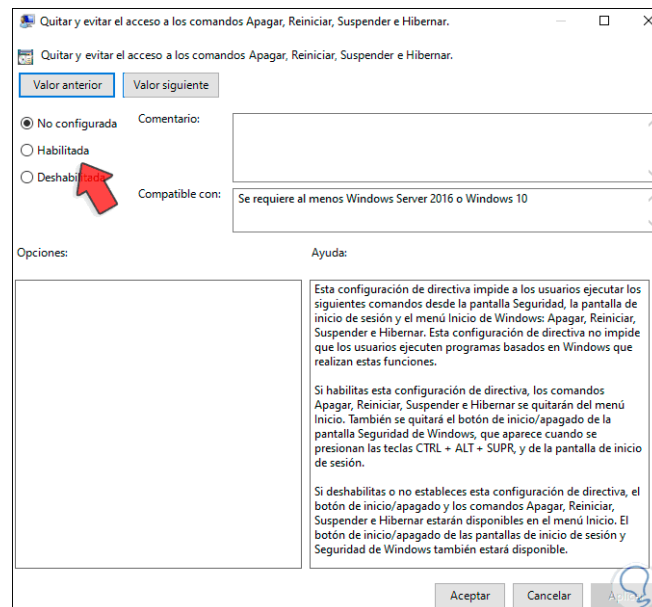 Quitar y evitar el acceso a los comandos Apagar, Reiniciar, Suspender e Hibernar.
Quitar y evitar el acceso a los comandos Apagar, Reiniciar, Suspender e Hibernar.
Valor anterior
Valor siguiente
No configurada
Comentario:
Habilitada
Compatible con:
Se requiere al menos Windows Server 2016 o Windows 10
Opciones:
Ayuda:
Esta configuración de directiva impide a los usuarios ejecutar los
siguientes comandos desde la pantalla Seguridad, la pantalla de
inicio de sesión y el menú Inicio de Windows: Apagar, Reiniciar,
Suspender e Hibernar. Esta configuración de directiva no impide
que los usuarios ejecuten programas basados en Windows que
realizan estas funciones.
Si habilitas esta configuración de directiva, los comandos
Apagar, Reiniciar, Suspender e Hibernar se quitarán del menú
Inicio. También se quitará el botón de inicio/apagado de la
pantalla Seguridad de Windows, que aparece cuando se
presionan las teclas CTRL + ALT + SUPR, y de la pantalla de inicio
de sesión.
Si deshabilitas o no estableces esta configuración de directiva, el
botón de inicio/apagado y los comandos Apagar, Reiniciar,
Suspender e Hibernar estarán disponibles en el menú Inicio. El
botón de inicio/apagado de las pantallas de inicio de sesión y
Seguridad de Windows también estará disponible.
Aceptar
Cancelar